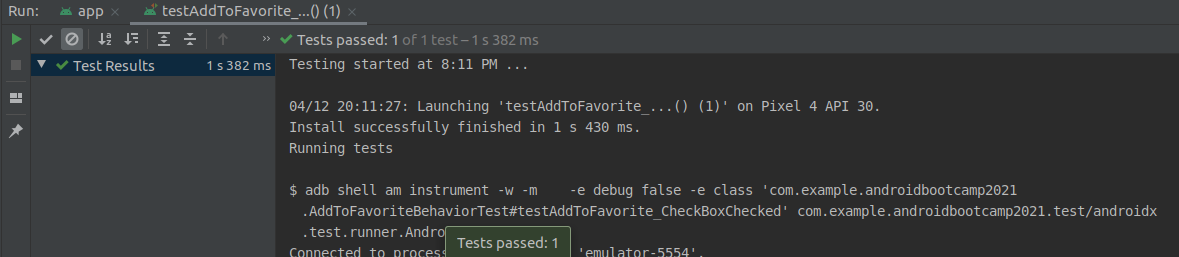 Run: app testAddToFavorite_...() (1)
Tests passed: 1 of 1 test – 1 s 382 ms
Test Results 1 s 382 ms
Testing started at 8:11 PM ...
04/12 20:11:27: Launching 'testAddToFavorite_...() (1)' on Pixel 4 API 30.
Install successfully finished in 1 s 430 ms.
Running tests
$ adb shell am instrument -w -m    -e debug false -e class 'com.example.androidbootcamp2021
.AddToFavoriteBehaviorTest#testAddToFavorite_CheckBoxChecked' com.example.androidbootcamp2021.test/androidx
.test.runner.Andro
Tests passed: 1
Connected to process 'emulator-5554'.